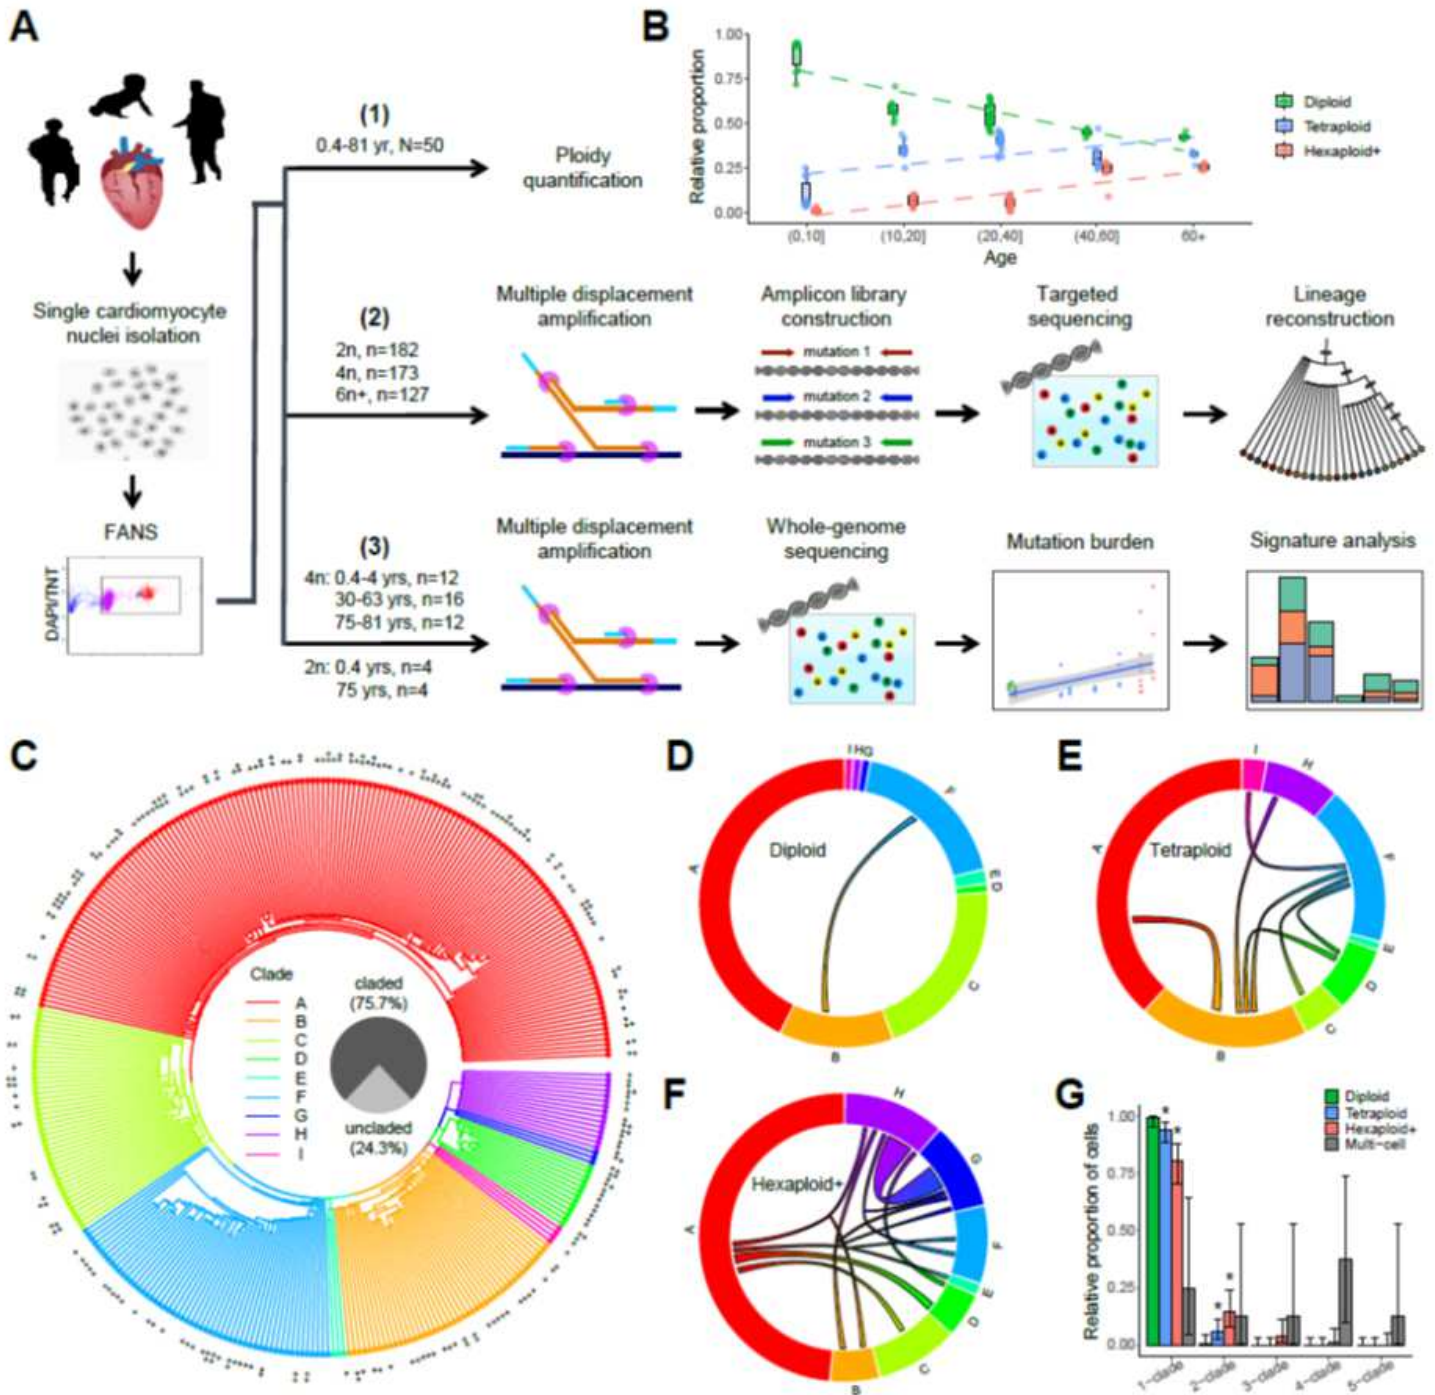 A
(1)
0.4-81 yr, N=50
Ploidy
quantification
Single cardiomyocyte
nuclei isolation
FANS
DAPI/TNT
(2)
2n, n=182
4n, n=173
6n+, n=127
Multiple displacement
amplification
Amplicon library
construction
mutation 1
mutation 2
mutation 3
Targeted
sequencing
Lineage
reconstruction
(3)
4n: 0.4-4 yrs, n=12
30-63 yrs, n=16
75-81 yrs, n=12
2n: 0.4 yrs, n=4
75 yrs, n=4
Multiple displacement
amplification
Whole-genome
sequencing
Mutation burden
Signature analysis
B
Relative proportion
1.00
0.75
0.50
0.25
0.00
(0,10]
(10,20]
(20,40]
(40,60]
60+
Age
Diploid
Tetraploid
Hexaploid+
C
Clade
A
B
C
D
E
F
G
H
I
claded
(75.7%)
uncladed
(24.3%)
D
Diploid
I
H
G
F
E
D
C
B
A
E
Tetraploid
I
H
F
E
D
C
B
A
F
Hexaploid+
H
G
F
E
D
C
B
A
G
Relative proportion of cells
1.00
0.75
0.50
0.25
0.00
* * * *
1-clade
2-clade
3-clade
4-clade
5-clade
Diploid
Tetraploid
Hexaploid+
Multi-cell